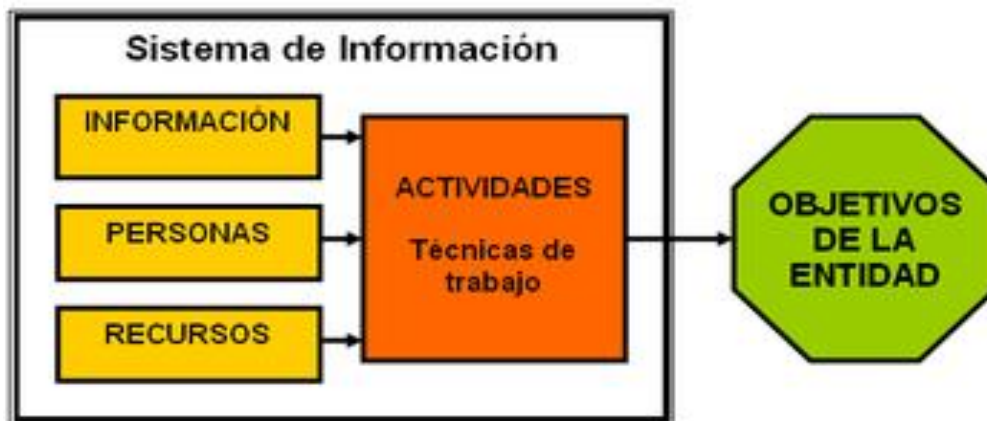 Sistema de Información
INFORMACIÓN
PERSONAS
RECURSOS
ACTIVIDADES
Técnicas de
trabajo
OBJETIVOS
DE LA
ENTIDAD